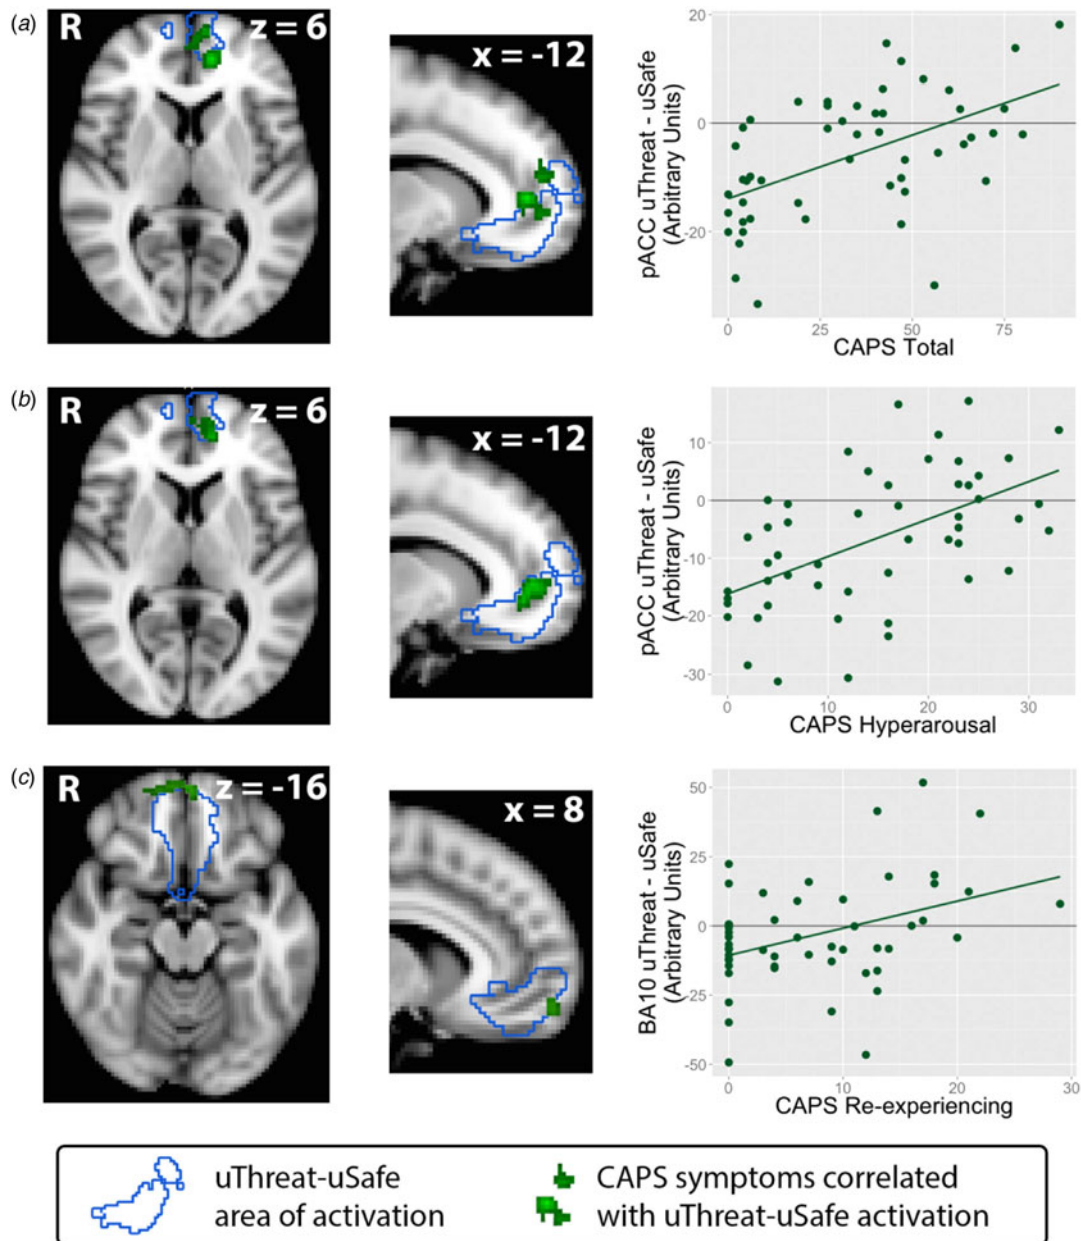 (a)
R
z = 6
x = -12
20
0
-20
pACC uThreat - uSafe
(Arbitrary Units)
0
25
50
75
CAPS Total
(b)
R
z = 6
x = -12
10
0
-10
-20
-30
pACC uThreat - uSafe
(Arbitrary Units)
0
10
20
30
CAPS Hyperarousal
(c)
R
z = -16
x = 8
50
25
0
-25
-50
BA10 uThreat - uSafe
(Arbitrary Units)
0
10
20
30
CAPS Re-experiencing
uThreat-uSafe
area of activation
CAPS symptoms correlated
with uThreat-uSafe activation